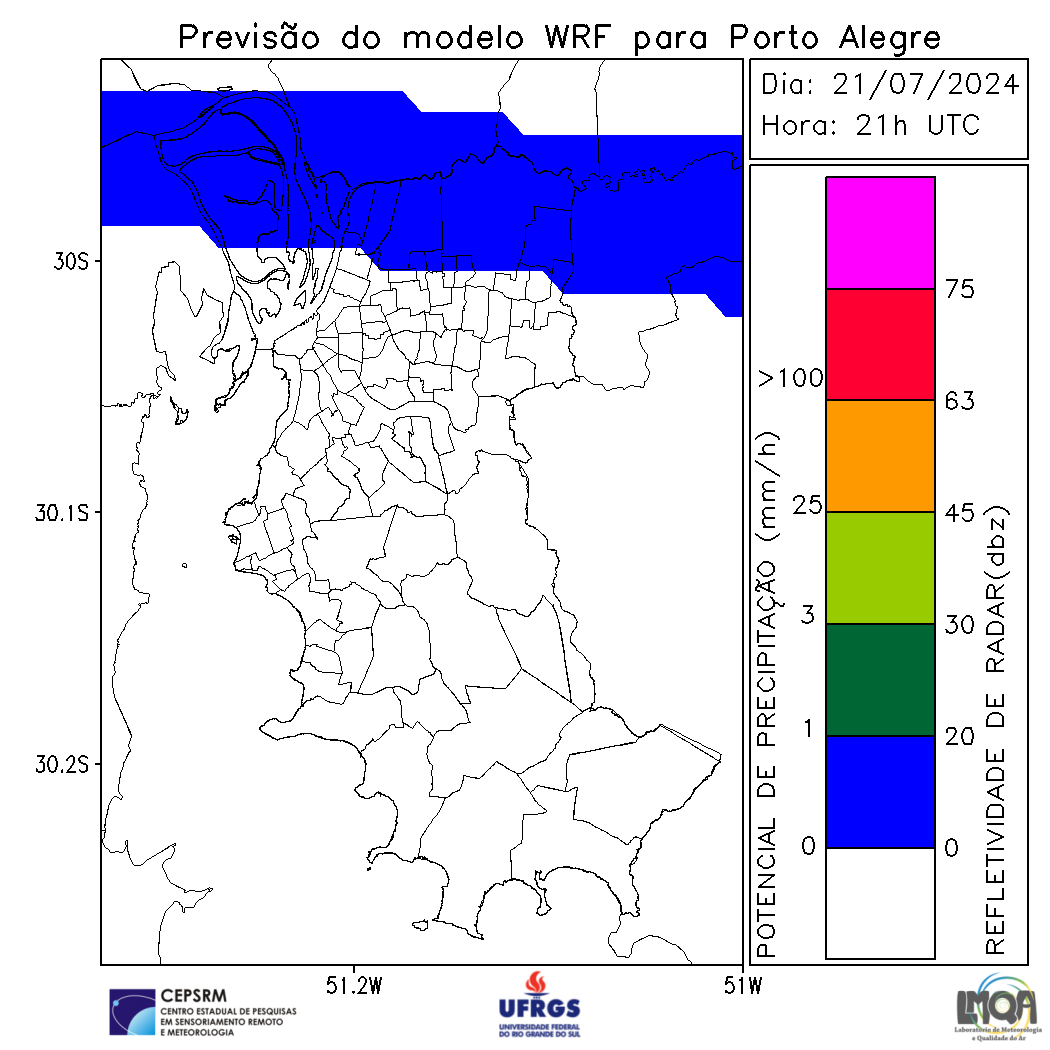 Previsão do modelo WRF para Porto Alegre
Dia: 21/07/2024
Hora: 21h UTC
30S
30.1S
30.2S
51.2W
51W
POTENCIAL DE PRECIPITAÇÃO (mm/h)
>100
25
3
1
0
75
63
45
30
20
0
REFLETIVIDADE DE RADAR(dbz)
CEPSRM
CENTRO ESTADUAL DE PESQUISAS
EM SENSORIAMENTO REMOTO
E METEOROLOGIA
UFRGS
UNIVERSIDADE FEDERAL
DO RIO GRANDE DO SUL
LMQA
Laboratório de Meteorologia
e Qualidade do Ar